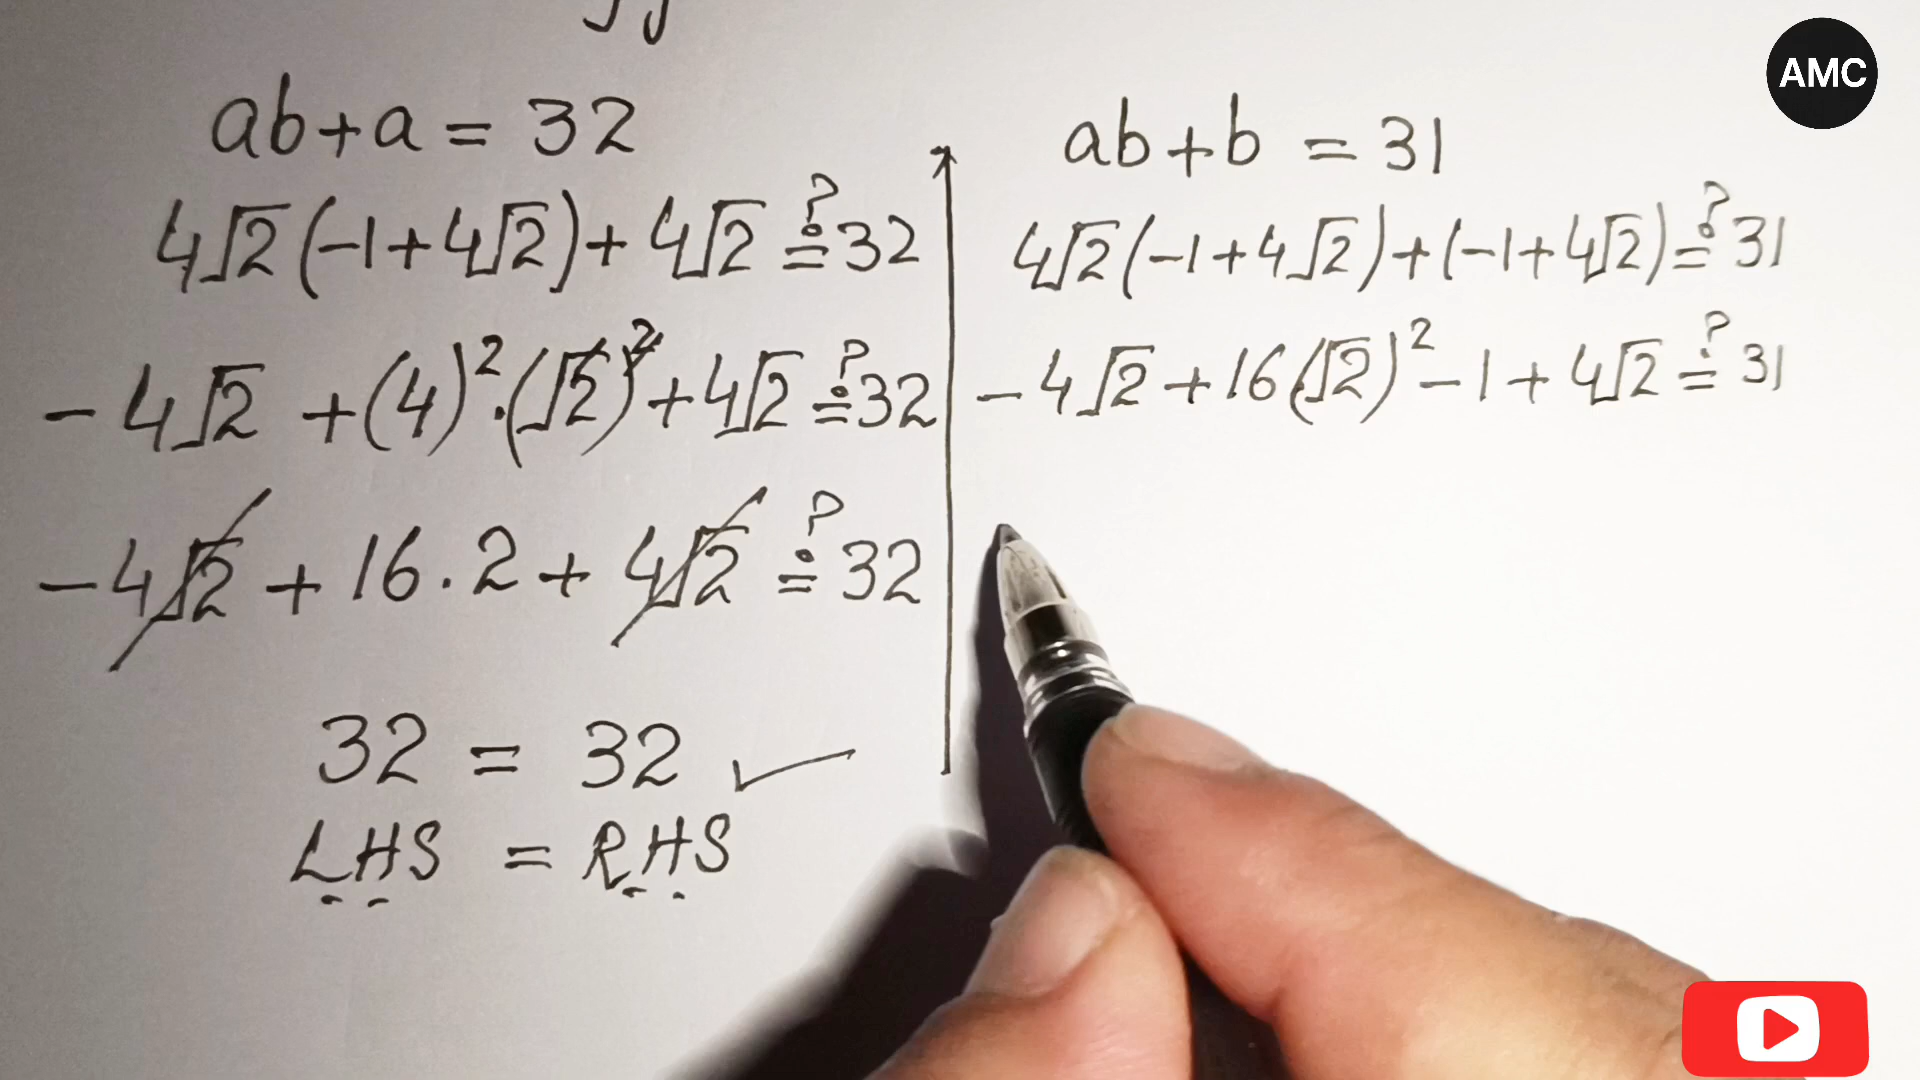 AMC
ab+a = 32
4√2(-1+4√2)+4√2 ≟ 32
-4√2 +(4)²·(√2)²+4√2 ≟ 32
-4√2 + 16·2 + 4√2 ≟ 32
32 = 32 ✓
LHS = RHS
ab+b = 31
4√2(-1+4√2)+(-1+4√2) ≟ 31
-4√2+16(√2)²-1+4√2 ≟ 31